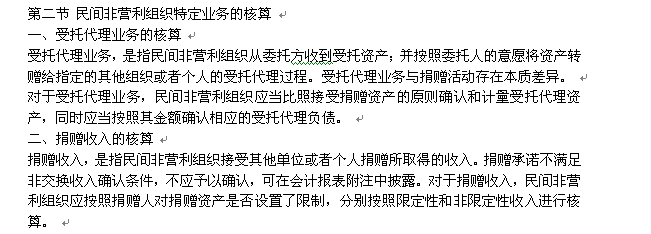 第二节 民间非营利组织特定业务的核算
一、受托代理业务的核算
受托代理业务，是指民间非营利组织从委托方收到受托资产；并按照委托人的意愿将资产转
赠给指定的其他组织或者个人的受托代理过程。受托代理业务与捐赠活动存在本质差异。
对于受托代理业务，民间非营利组织应当比照接受捐赠资产的原则确认和计量受托代理资
产，同时应当按照其金额确认相应的受托代理负债。
二、捐赠收入的核算
捐赠收入，是指民间非营利组织接受其他单位或者个人捐赠所取得的收入。捐赠承诺不满足
非交换收入确认条件，不应予以确认，可在会计报表附注中披露。对于捐赠收入，民间非营
利组织应按照捐赠人对捐赠资产是否设置了限制，分别按照限定性和非限定性收入进行核
算。